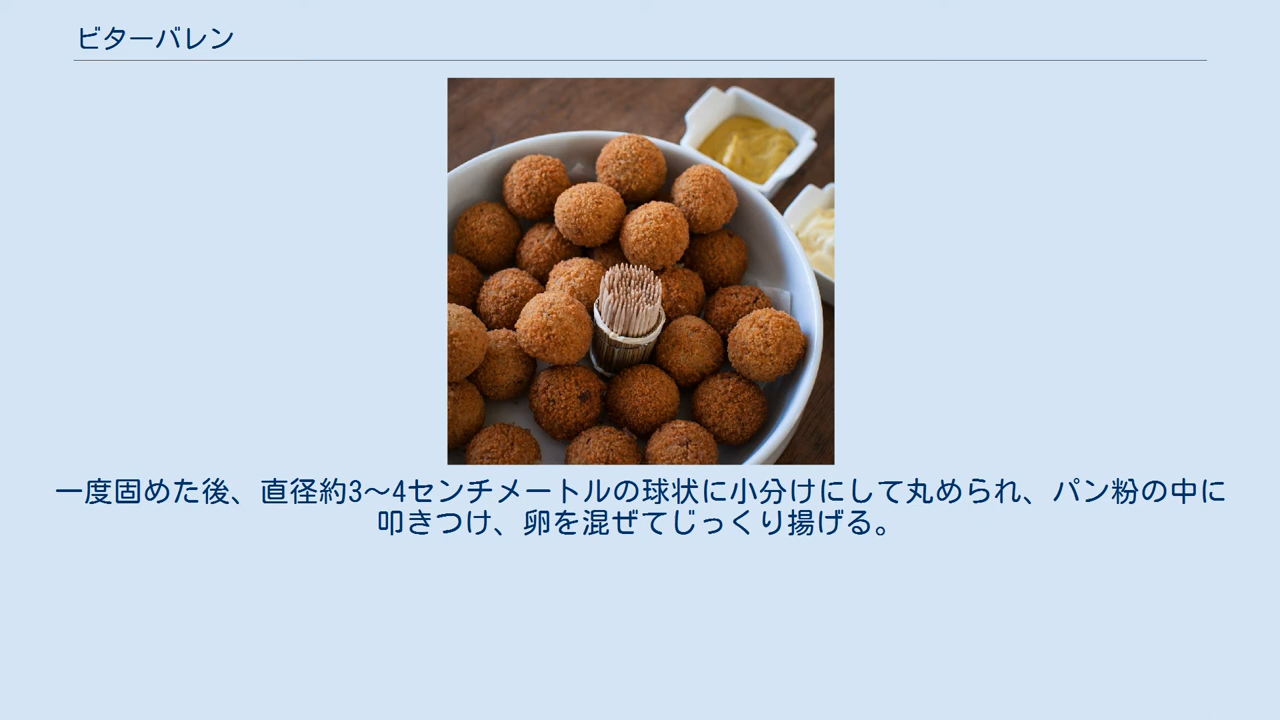 ビターバレン
一度固めた後、直径約3〜4センチメートルの球状に小分けにして丸められ、パン粉の中に
叩きつけ、卵を混ぜてじっくり揚げる。